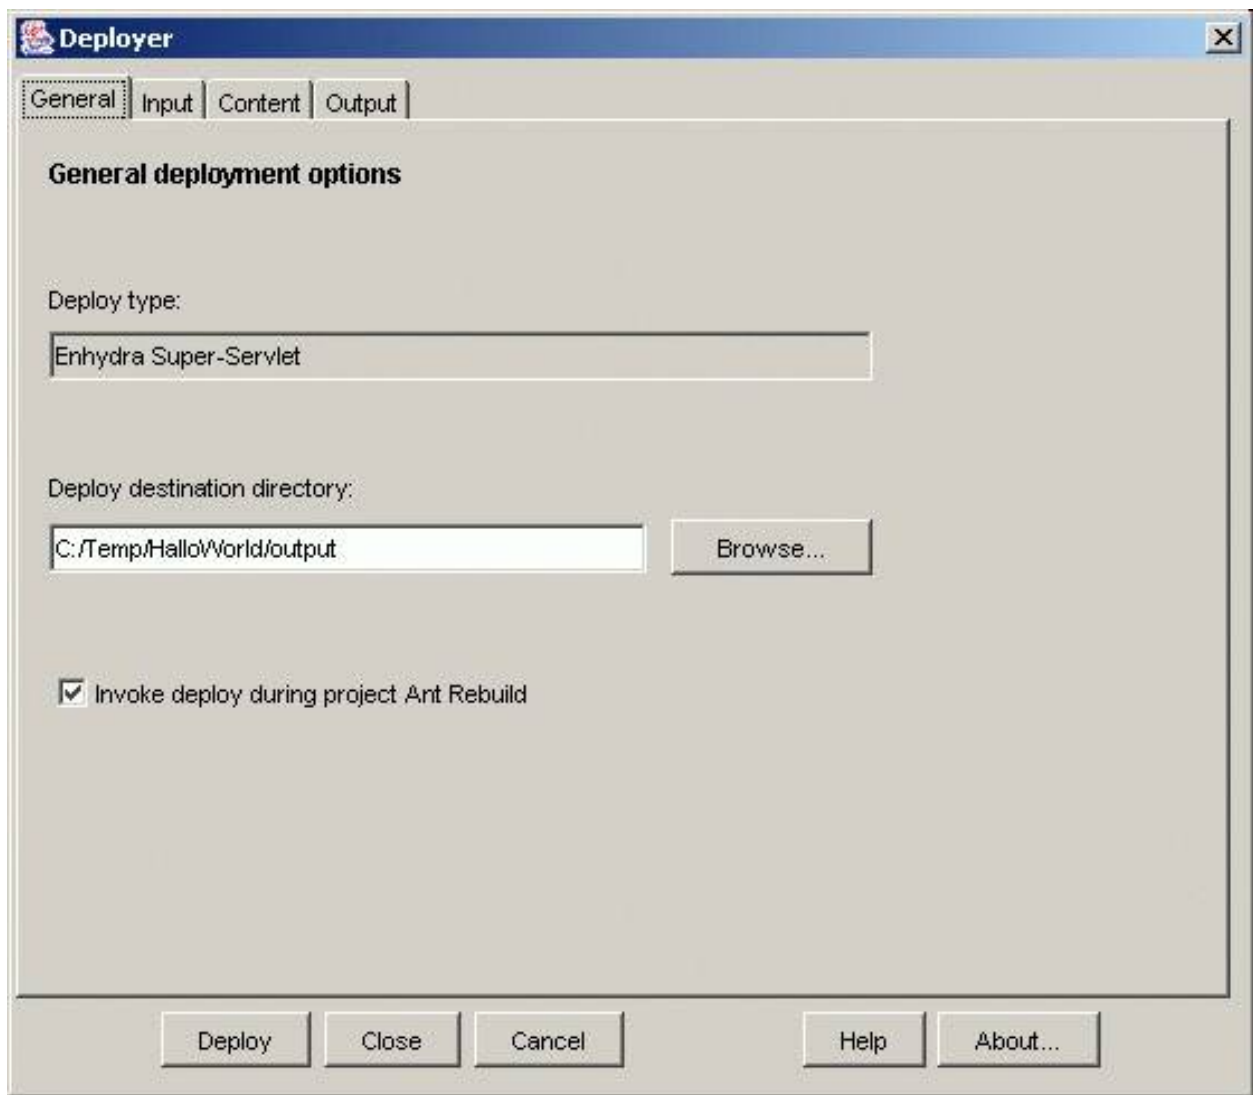 Deployer
General Input Content Output
General deployment options
Deploy type:
Enhydra Super-Servlet
Deploy destination directory:
C:/Temp/HalloWorld/output Browse...
Invoke deploy during project Ant Rebuild
Deploy Close Cancel Help About...